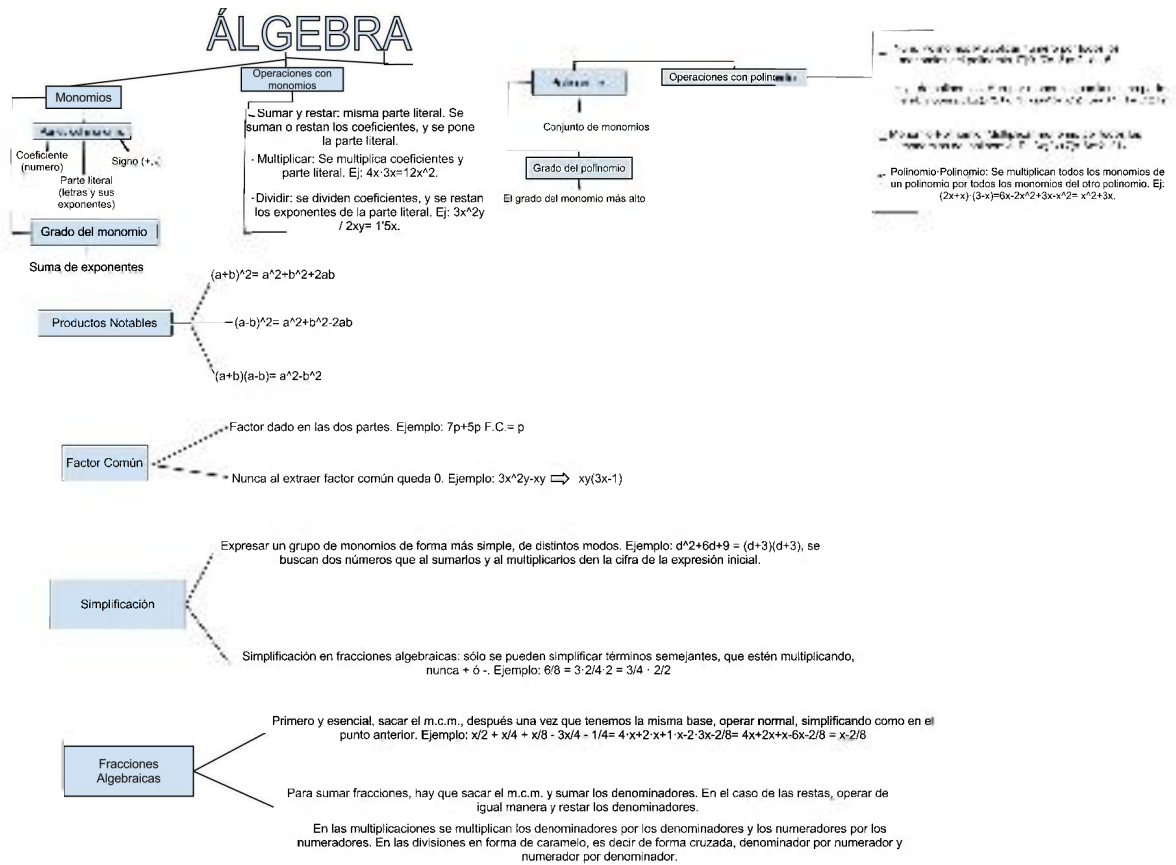 ÁLGEBRA
Monomios
Coeficiente
(numero)
Parte literal
(letras y sus
exponentes)
Signo (+,-)
Grado del monomio
Suma de exponentes
Operaciones con
monomios
Sumar y restar: misma parte literal. Se
suman o restan los coeficientes, y se pone
la parte literal.
- Multiplicar: Se multiplica coeficientes y
parte literal. Ej: 4x·3x=12x^2.
-Dividir: se dividen coeficientes, y se restan
los exponentes de la parte literal. Ej: 3x^2y
/ 2xy= 1'5x.
Conjunto de monomios
Grado del polinomio
El grado del monomio más alto
Operaciones con polinomio
Polinomio·Polinomio: Se multiplican todos los monomios de
un polinomio por todos los monomios del otro polinomio. Ej:
(2x+x)·(3-x)=6x-2x^2+3x-x^2= x^2+3x.
Productos Notables
(a+b)^2= a^2+b^2+2ab
(a-b)^2= a^2+b^2-2ab
(a+b)(a-b)= a^2-b^2
Factor Común
Factor dado en las dos partes. Ejemplo: 7p+5p F.C.= p
Nunca al extraer factor común queda 0. Ejemplo: 3x^2y-xy ⇨ xy(3x-1)
Simplificación
Expresar un grupo de monomios de forma más simple, de distintos modos. Ejemplo: d^2+6d+9 = (d+3)(d+3), se
buscan dos números que al sumarlos y al multiplicarlos den la cifra de la expresión inicial.
Simplificación en fracciones algebraicas: sólo se pueden simplificar términos semejantes, que estén multiplicando,
nunca + ó -. Ejemplo: 6/8 = 3·2/4·2 = 3/4 · 2/2
Fracciones
Algebraicas
Primero y esencial, sacar el m.c.m., después una vez que tenemos la misma base, operar normal, simplificando como en el
punto anterior. Ejemplo: x/2 + x/4 + x/8 - 3x/4 - 1/4= 4·x+2·x+1·x-2·3x-2/8= 4x+2x+x-6x-2/8 = x-2/8
Para sumar fracciones, hay que sacar el m.c.m. y sumar los denominadores. En el caso de las restas, operar de
igual manera y restar los denominadores.
En las multiplicaciones se multiplican los denominadores por los denominadores y los numeradores por los
numeradores. En las divisiones en forma de caramelo, es decir de forma cruzada, denominador por numerador y
numerador por denominador.